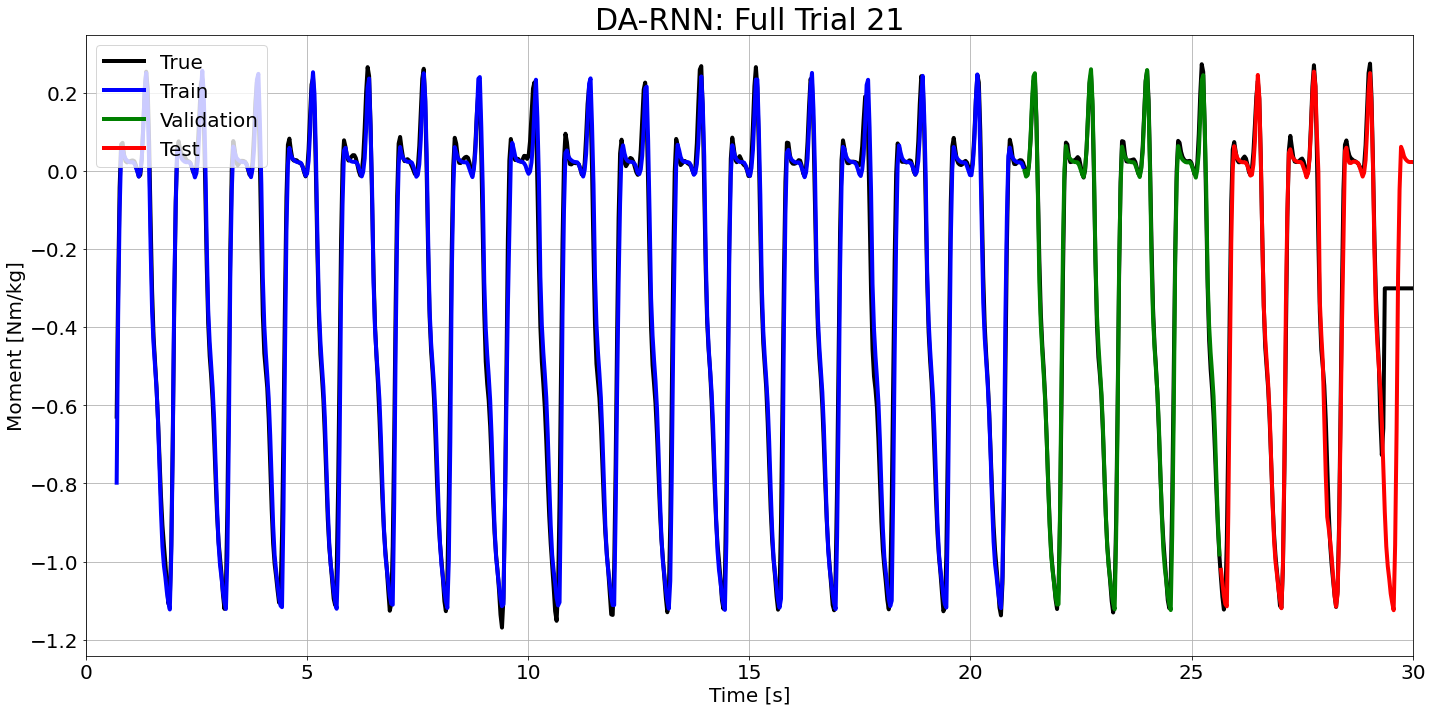 DA-RNN: Full Trial 21
True
Train
Validation
Test
Moment [Nm/kg]
0.2
0.0
−0.2
−0.4
−0.6
−0.8
−1.0
−1.2
0 5 10 15 20 25 30
Time [s]